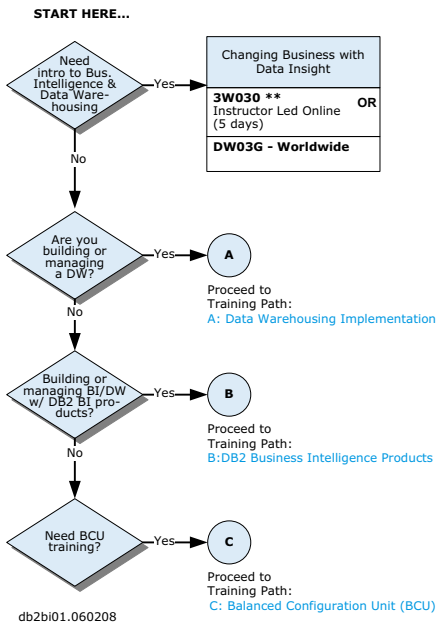 START HERE...
Need
intro to Bus.
Intelligence &
Data Ware-
housing
Yes
Changing Business with
Data Insight
3W030 **
OR
Instructor Led Online
(5 days)
DW03G - Worldwide
No
Are you
building or
managing
a DW?
Yes
A
Proceed to
Training Path:
A: Data Warehousing Implementation
No
Building or
managing BI/DW
w/ DB2 BI pro-
ducts?
Yes
B
Proceed to
Training Path:
B:DB2 Business Intelligence Products
No
Need BCU
training?
Yes
C
Proceed to
Training Path:
C: Balanced Configuration Unit (BCU)
db2bi01.060208